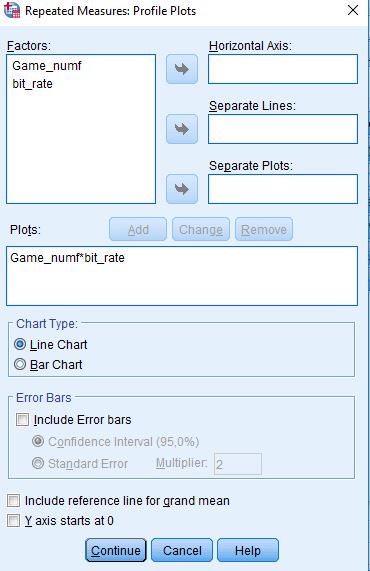 Repeated Measures: Profile Plots
Factors:
Game_numf
bit_rate
Horizontal Axis:
Separate Lines:
Separate Plots:
Plots:
Add
Change
Remove
Game_numf*bit_rate
Chart Type:
Line Chart
Bar Chart
Error Bars
Include Error bars
Confidence Interval (95,0%)
Standard Error
Multiplier: 2
Include reference line for grand mean
Y axis starts at 0
Continue
Cancel
Help